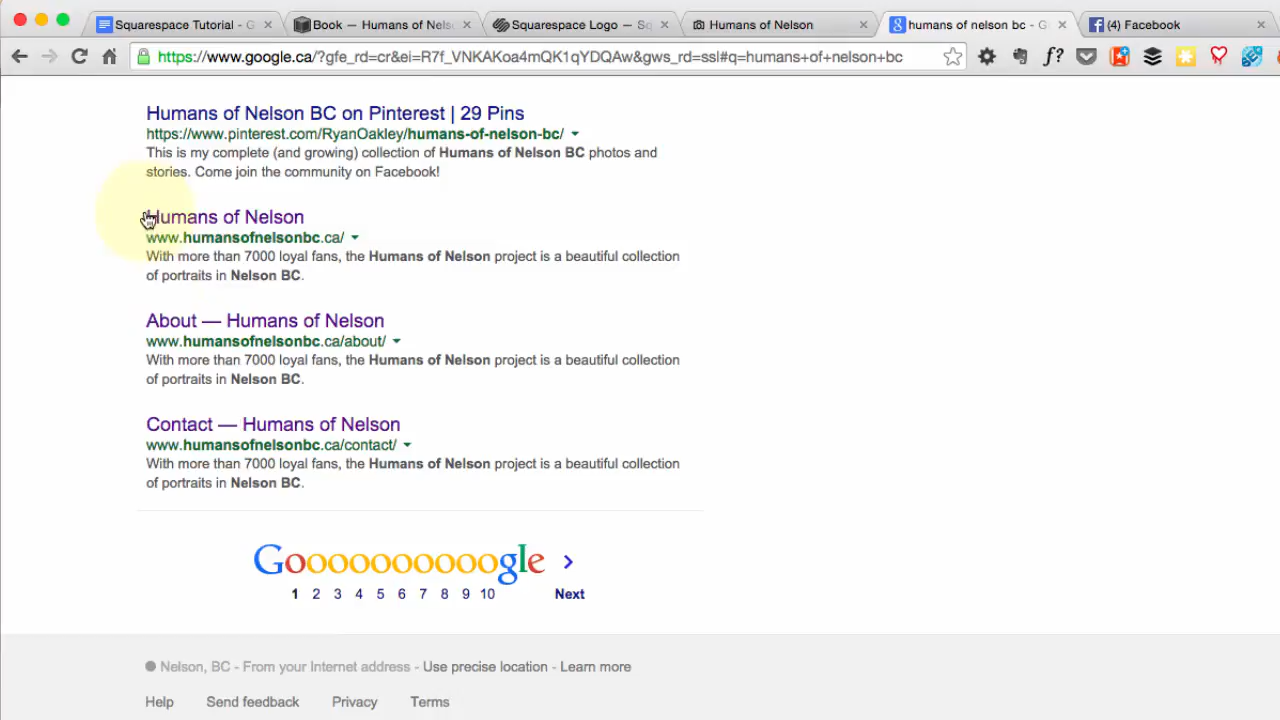 Squarespace Tutorial - G
Book — Humans of Nels
Squarespace Logo — Sq
Humans of Nelson
humans of nelson bc - G
(4) Facebook
https://www.google.ca/?gfe_rd=cr&ei=R7f_VNKAKoa4mQK1qYDQAw&gws_rd=ssl#q=humans+of+nelson+bc
f?
Humans of Nelson BC on Pinterest | 29 Pins
https://www.pinterest.com/RyanOakley/humans-of-nelson-bc/
This is my complete (and growing) collection of Humans of Nelson BC photos and
stories. Come join the community on Facebook!
Humans of Nelson
www.humansofnelsonbc.ca/
With more than 7000 loyal fans, the Humans of Nelson project is a beautiful collection
of portraits in Nelson BC.
About — Humans of Nelson
www.humansofnelsonbc.ca/about/
With more than 7000 loyal fans, the Humans of Nelson project is a beautiful collection
of portraits in Nelson BC.
Contact — Humans of Nelson
www.humansofnelsonbc.ca/contact/
With more than 7000 loyal fans, the Humans of Nelson project is a beautiful collection
of portraits in Nelson BC.
Goooooooooogle >
1 2 3 4 5 6 7 8 9 10 Next
Nelson, BC - From your Internet address - Use precise location - Learn more
Help Send feedback Privacy Terms